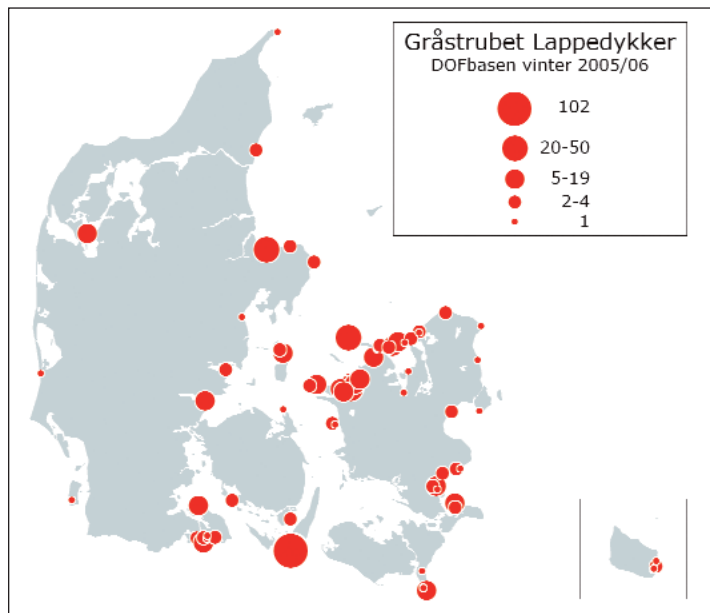 Gråstrubet Lappedykker
DOFbasen vinter 2005/06
102
20-50
5-19
2-4
1